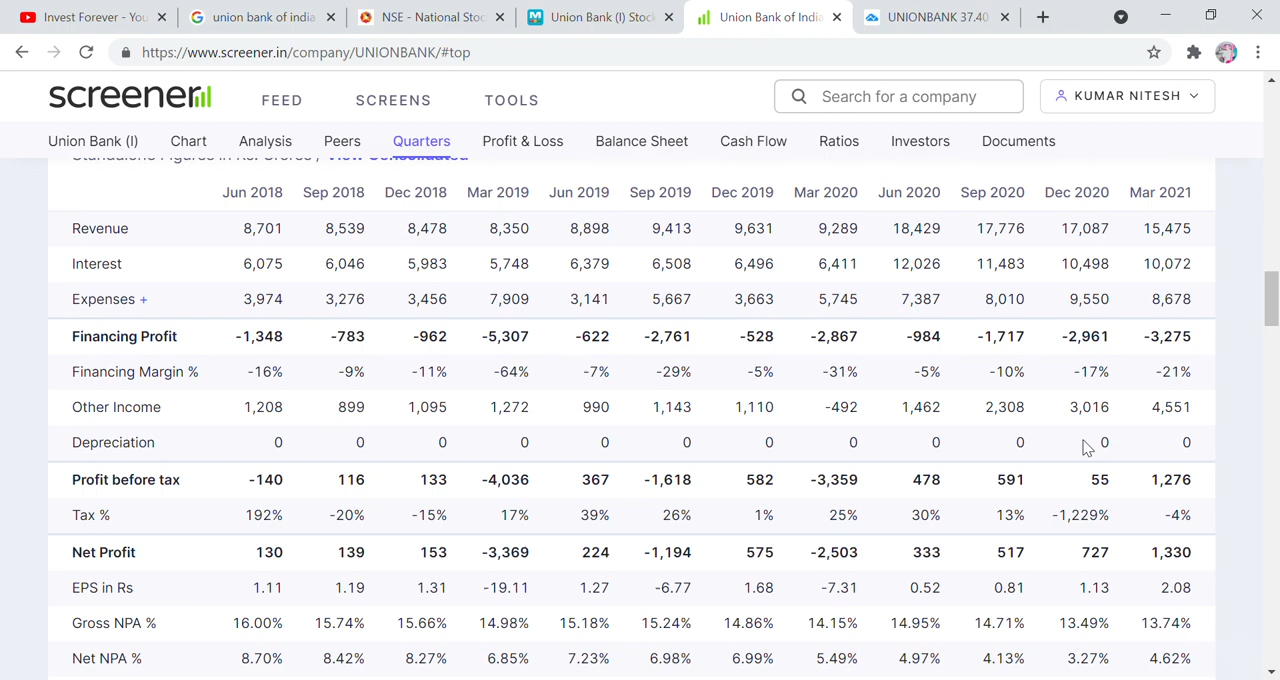 Invest Forever - You
union bank of india
NSE - National Stoc
Union Bank (I) Stoc
Union Bank of India
UNIONBANK 37.40
https://www.screener.in/company/UNIONBANK/#top
screener
FEED SCREENS TOOLS
Search for a company
KUMAR NITESH
Union Bank (I) Chart Analysis Peers Quarters Profit & Loss Balance Sheet Cash Flow Ratios Investors Documents
Standalone Figures in Rs. Crores / View Consolidated
Jun 2018 Sep 2018 Dec 2018 Mar 2019 Jun 2019 Sep 2019 Dec 2019 Mar 2020 Jun 2020 Sep 2020 Dec 2020 Mar 2021
Revenue 8,701 8,539 8,478 8,350 8,898 9,413 9,631 9,289 18,429 17,776 17,087 15,475
Interest 6,075 6,046 5,983 5,748 6,379 6,508 6,496 6,411 12,026 11,483 10,498 10,072
Expenses + 3,974 3,276 3,456 7,909 3,141 5,667 3,663 5,745 7,387 8,010 9,550 8,678
Financing Profit -1,348 -783 -962 -5,307 -622 -2,761 -528 -2,867 -984 -1,717 -2,961 -3,275
Financing Margin % -16% -9% -11% -64% -7% -29% -5% -31% -5% -10% -17% -21%
Other Income 1,208 899 1,095 1,272 990 1,143 1,110 -492 1,462 2,308 3,016 4,551
Depreciation 0 0 0 0 0 0 0 0 0 0 0 0
Profit before tax -140 116 133 -4,036 367 -1,618 582 -3,359 478 591 55 1,276
Tax % 192% -20% -15% 17% 39% 26% 1% 25% 30% 13% -1,229% -4%
Net Profit 130 139 153 -3,369 224 -1,194 575 -2,503 333 517 727 1,330
EPS in Rs 1.11 1.19 1.31 -19.11 1.27 -6.77 1.68 -7.31 0.52 0.81 1.13 2.08
Gross NPA % 16.00% 15.74% 15.66% 14.98% 15.18% 15.24% 14.86% 14.15% 14.95% 14.71% 13.49% 13.74%
Net NPA % 8.70% 8.42% 8.27% 6.85% 7.23% 6.98% 6.99% 5.49% 4.97% 4.13% 3.27% 4.62%